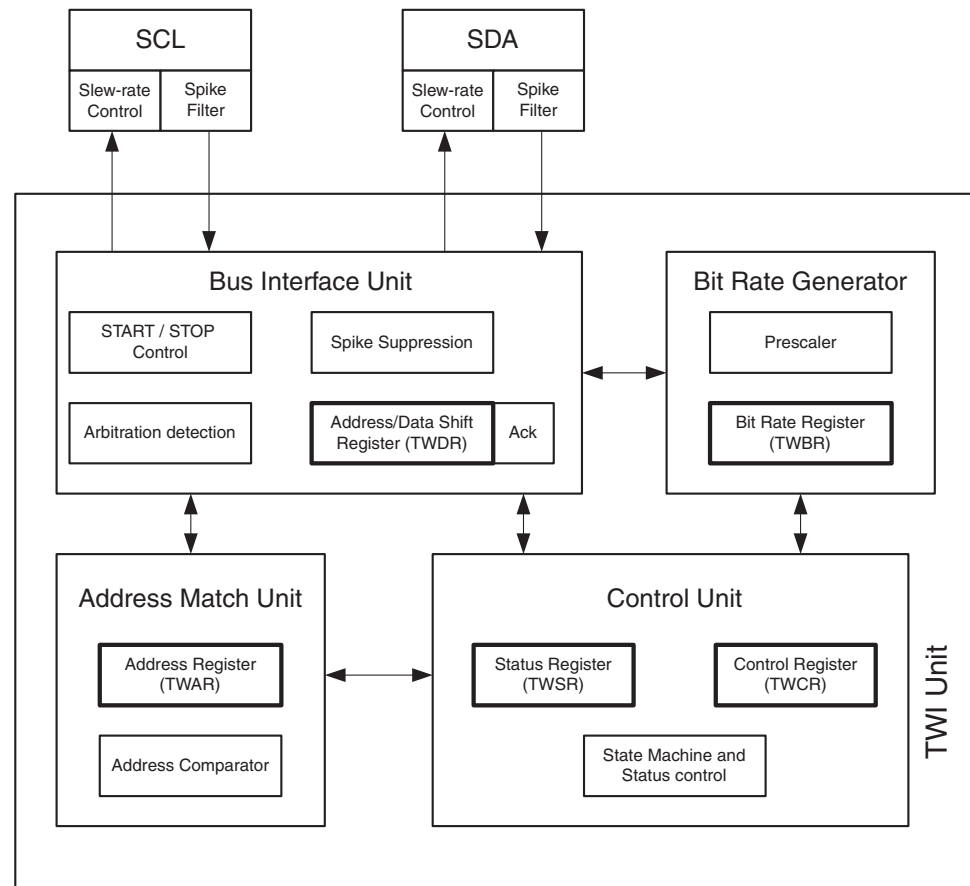 SCL
Slew-rate
Control
Spike
Filter
SDA
Slew-rate
Control
Spike
Filter
Bus Interface Unit
START / STOP
Control
Spike Suppression
Arbitration detection
Address/Data Shift
Register (TWDR)
Ack
Bit Rate Generator
Prescaler
Bit Rate Register
(TWBR)
Address Match Unit
Address Register
(TWAR)
Address Comparator
Control Unit
Status Register
(TWSR)
Control Register
(TWCR)
State Machine and
Status control
TWI Unit